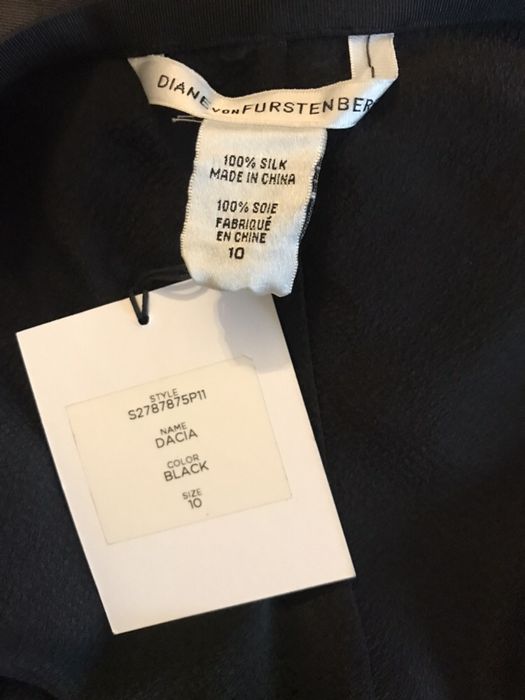 DIANE VON FURSTENBER
100% SILK
MADE IN CHINA
100% SOIE
FABRIQUÉ
EN CHINE
10
STYLE
S2787875P11
NAME
DACIA
COLOR
BLACK
SIZE
10